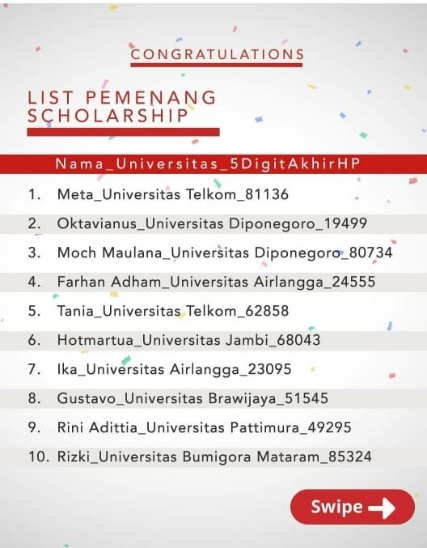 CONGRATULATIONS
LIST PEMENANG
SCHOLARSHIP
Nama_Universitas_5DigitAkhirHP
1. Meta_Universitas Telkom_81136
2. Oktavianus_Universitas Diponegoro_19499
3. Moch Maulana_Universitas Diponegoro_80734
4. Farhan Adham_Universitas Airlangga_24555
5. Tania_Universitas Telkom_62858
6. Hotmartua_Universitas Jambi_68043
7. Ika_Universitas Airlangga_23095
8. Gustavo_Universitas Brawijaya_51545
9. Rini Adittia_Universitas Pattimura_49295
10. Rizki_Universitas Bumigora Mataram_85324
Swipe